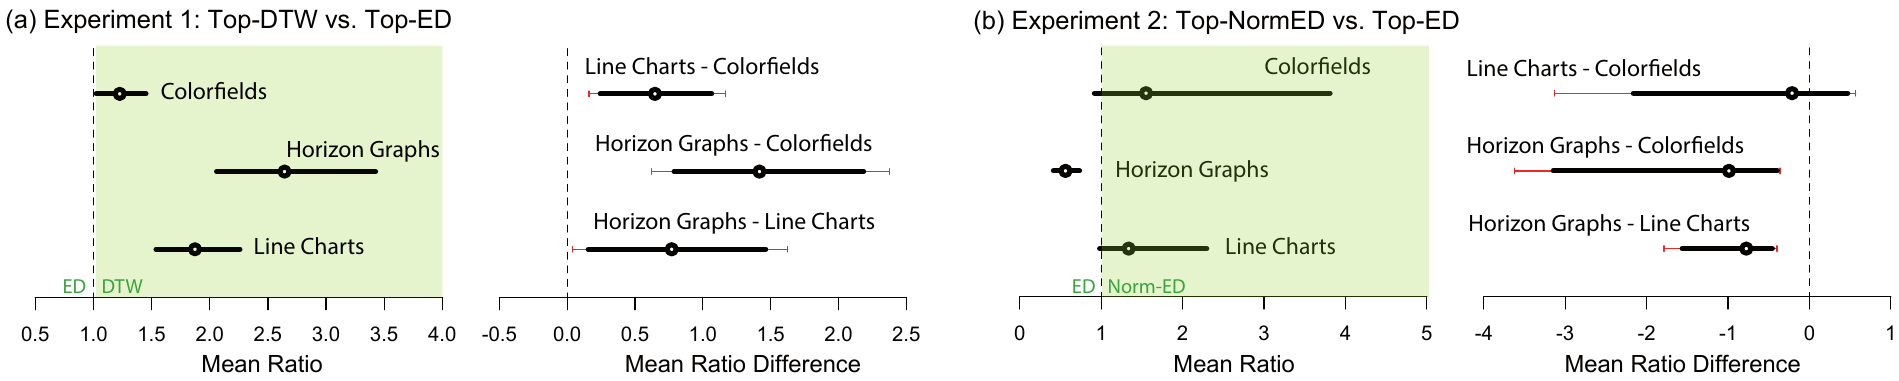 (a) Experiment 1: Top-DTW vs. Top-ED
Colorfields
Horizon Graphs
Line Charts
ED DTW
0.5 1.0 1.5 2.0 2.5 3.0 3.5 4.0
Mean Ratio
Line Charts - Colorfields
Horizon Graphs - Colorfields
Horizon Graphs - Line Charts
-0.5 0.0 0.5 1.0 1.5 2.0 2.5
Mean Ratio Difference
(b) Experiment 2: Top-NormED vs. Top-ED
Colorfields
Horizon Graphs
Line Charts
ED Norm-ED
0 1 2 3 4 5
Mean Ratio
Line Charts - Colorfields
Horizon Graphs - Colorfields
Horizon Graphs - Line Charts
-4 -3 -2 -1 0 1
Mean Ratio Difference